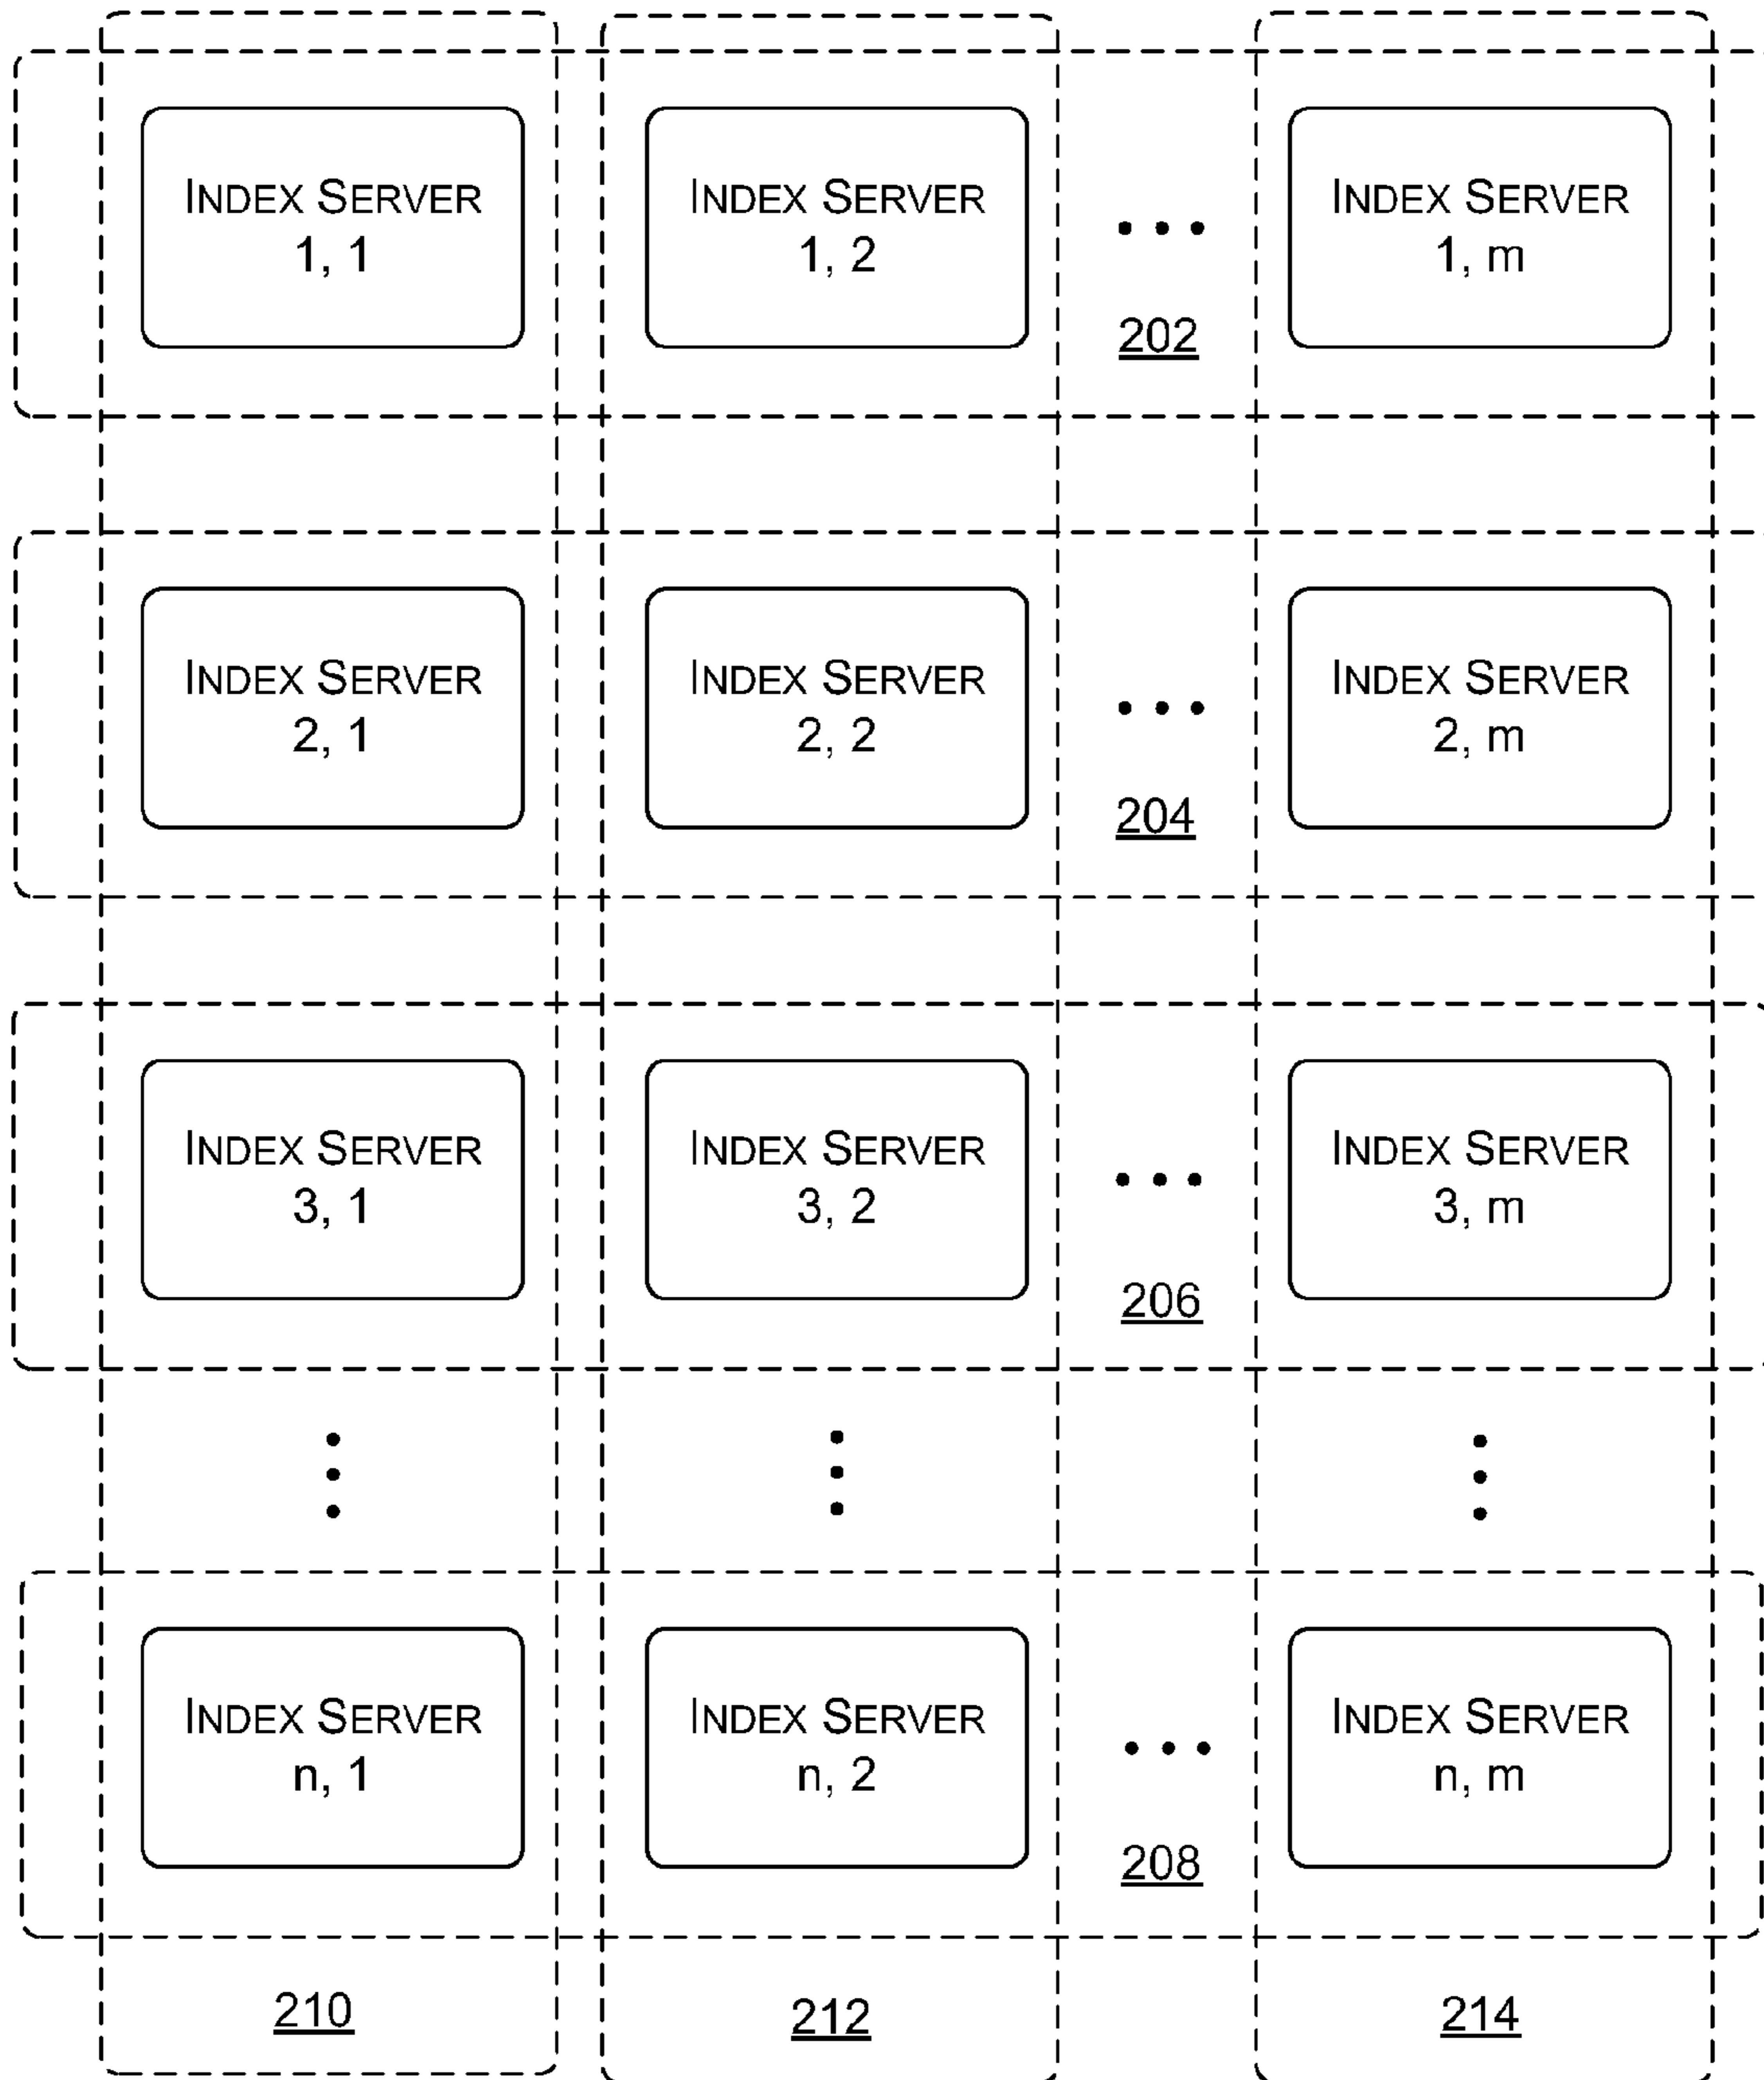 INDEX SERVER
1, 1
INDEX SERVER
1, 2
INDEX SERVER
1, m
202
INDEX SERVER
2, 1
INDEX SERVER
2, 2
INDEX SERVER
2, m
204
INDEX SERVER
3, 1
INDEX SERVER
3, 2
INDEX SERVER
3, m
206
INDEX SERVER
n, 1
INDEX SERVER
n, 2
INDEX SERVER
n, m
208
210
212
214